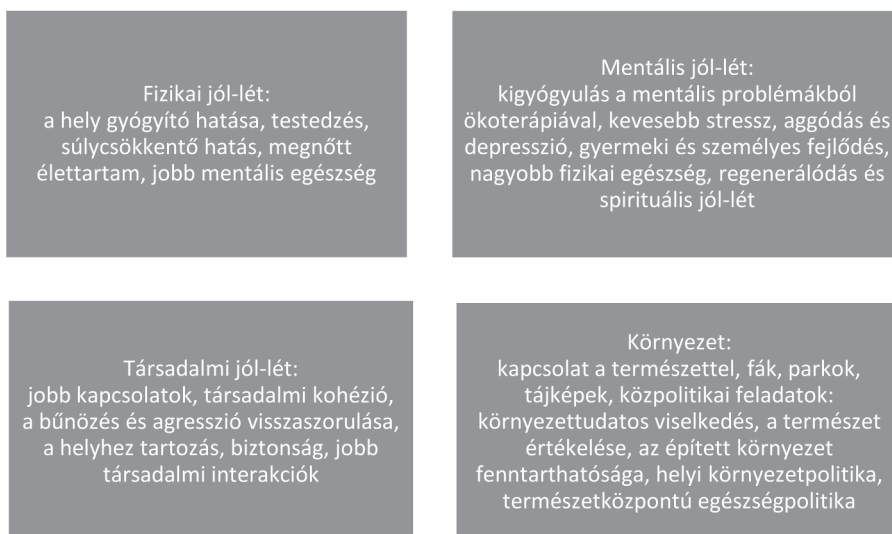 Fizikai jól-lét:
a hely gyógyító hatása, testedzés,
súlycsökkentő hatás, megnőtt
élettartam, jobb mentális egészség
Mentális jól-lét:
kigyógyulás a mentális problémákból
ökoterápiával, kevesebb stressz, aggódás és
depresszió, gyermeki és személyes fejlődés,
nagyobb fizikai egészség, regenerálódás és
spirituális jól-lét
Társadalmi jól-lét:
jobb kapcsolatok, társadalmi kohézió,
a bűnözés és agresszió visszaszorulása,
a helyhez tartozás, biztonság, jobb
társadalmi interakciók
Környezet:
kapcsolat a természettel, fák, parkok,
tájképek, közpolitikai feladatok:
környezettudatos viselkedés, a természet
értékelése, az épített környezet
fenntarthatósága, helyi környezetpolitika,
természetközpontú egészségpolitika